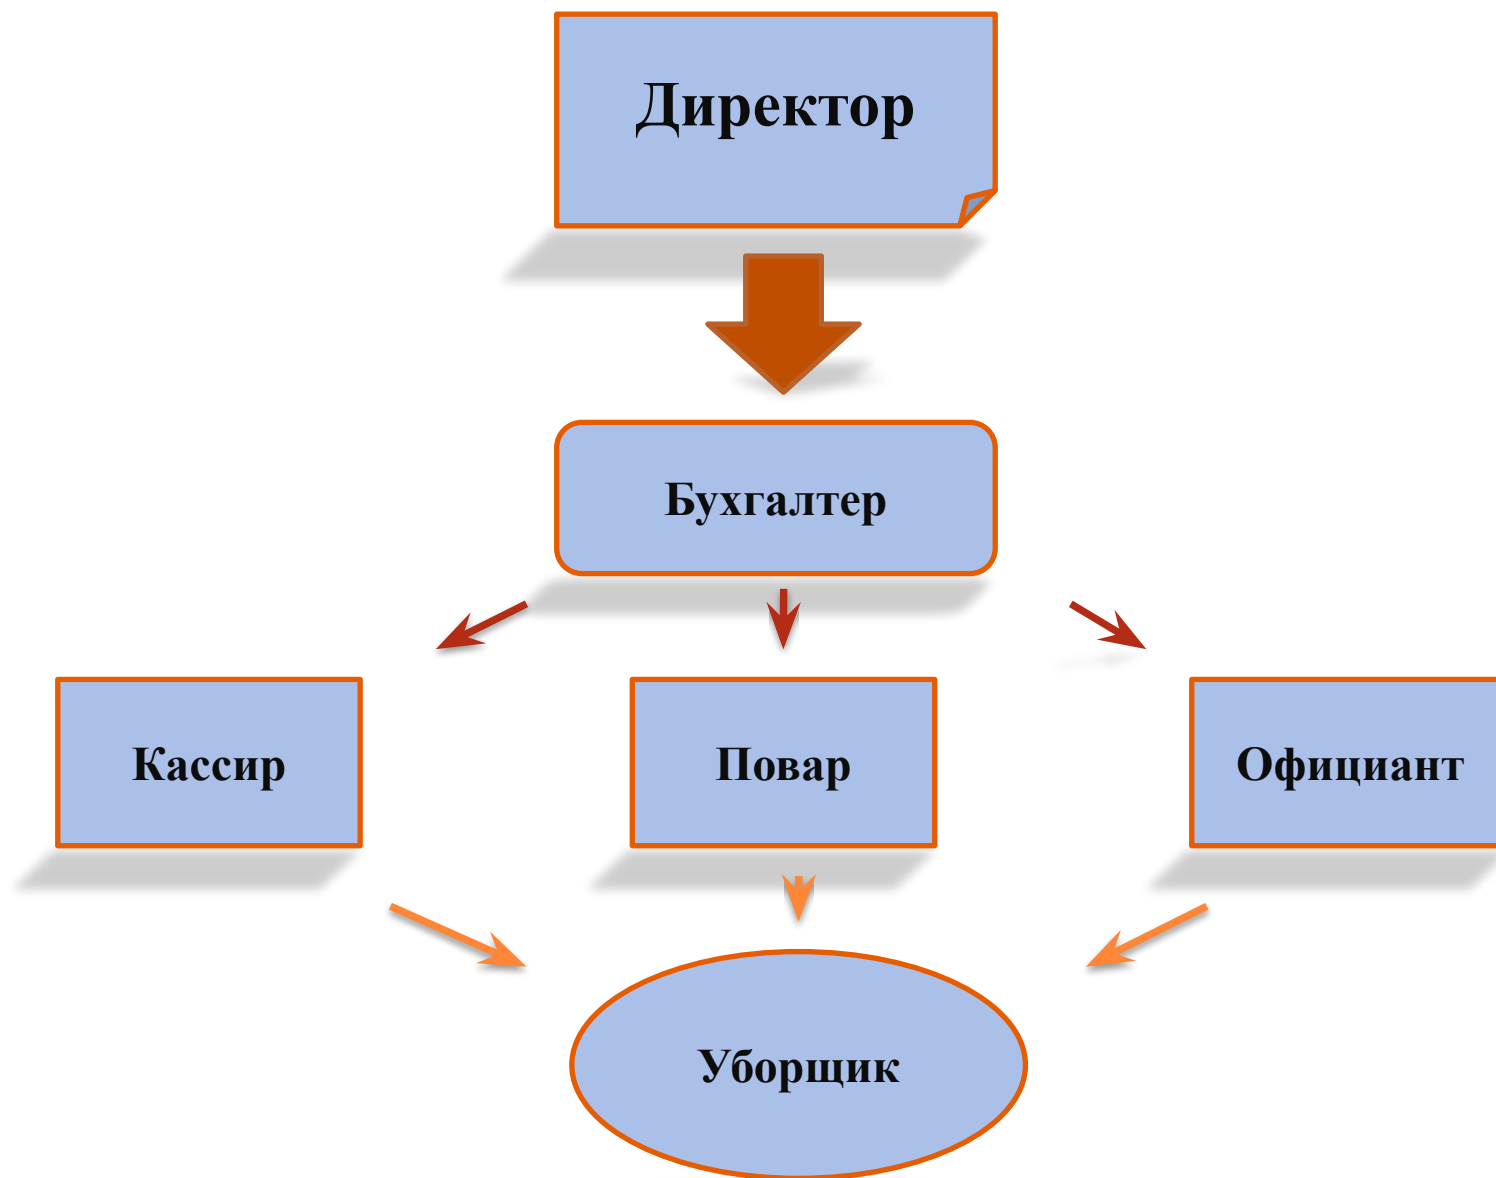 Директор
Бухгалтер
Кассир
Повар
Официант
Уборщик